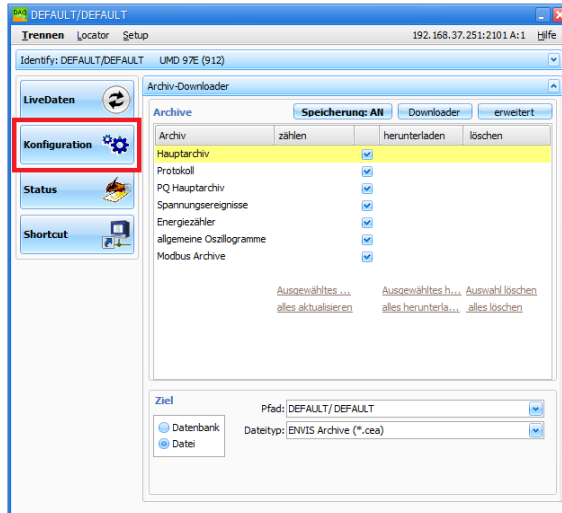 DAQ DEFAULT/DEFAULT
Trennen Locator Setup 192.168.37.251:2101 A:1 Hilfe
Identify: DEFAULT/DEFAULT UMD 97E (912)
LiveDaten
Konfiguration
Status
Shortcut
Archiv-Downloader
Archive Speicherung: AN Downloader erweitert
Archiv zählen herunterladen löschen
Hauptarchiv
Protokoll
PQ Hauptarchiv
Spannungsereignisse
Energiezähler
allgemeine Oszillogramme
Modbus Archive
Ausgewähltes ... Ausgewähltes h... Auswahl löschen
alles aktualisieren alles herunterla... alles löschen
Ziel
Pfad: DEFAULT/DEFAULT
Datenbank
Dateityp: ENVIS Archive (*.cea)
Datei